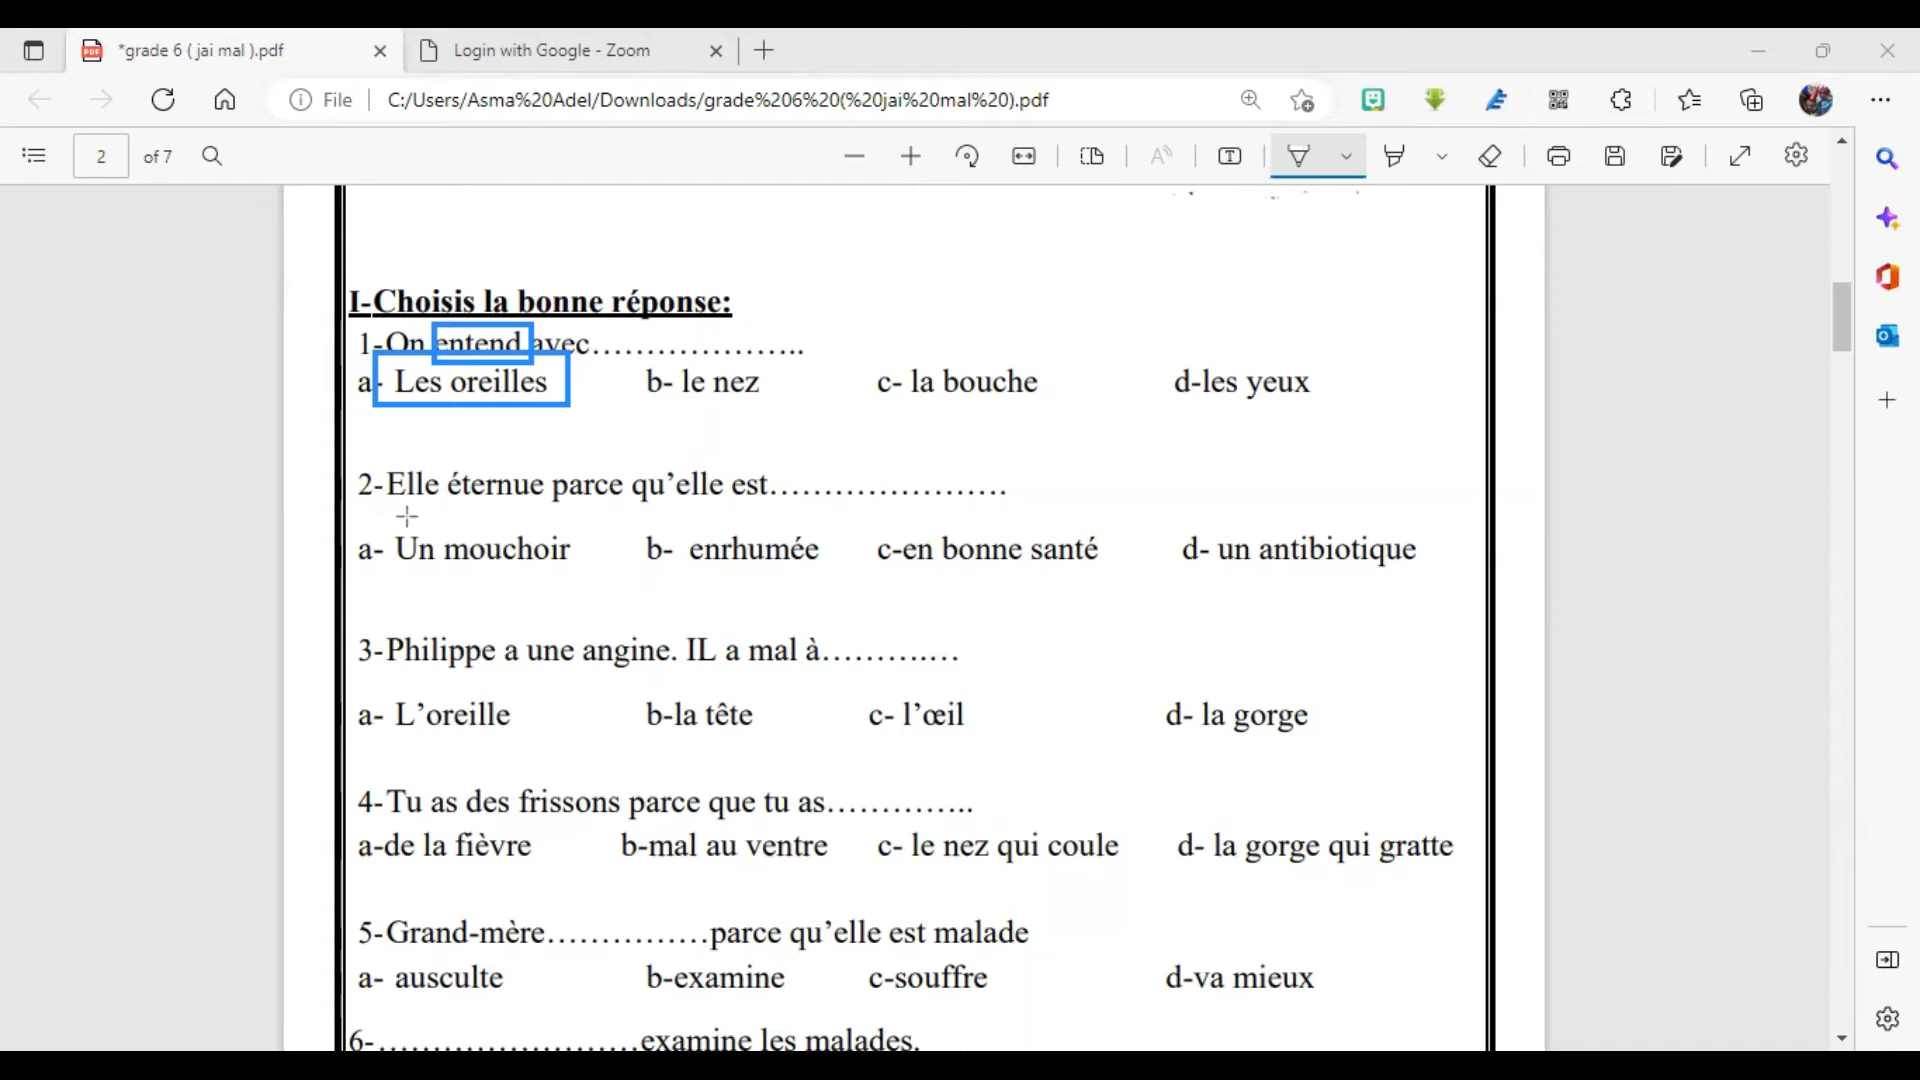 *grade 6 ( jai mal ).pdf
Login with Google - Zoom
File
C:/Users/Asma%20Adel/Downloads/grade%206%20(%20jai%20mal%20).pdf
2 of 7
I-Choisis la bonne réponse:
1-On entend avec…………………..
a- Les oreilles b- le nez c- la bouche d-les yeux
2-Elle éternue parce qu’elle est…………………….
a- Un mouchoir b- enrhumée c-en bonne santé d- un antibiotique
3-Philippe a une angine. IL a mal à……….…
a- L’oreille b-la tête c- l’œil d- la gorge
4-Tu as des frissons parce que tu as…………..
a-de la fièvre b-mal au ventre c- le nez qui coule d- la gorge qui gratte
5-Grand-mère……………parce qu’elle est malade
a- ausculte b-examine c-souffre d-va mieux
6-………………………examine les malades.